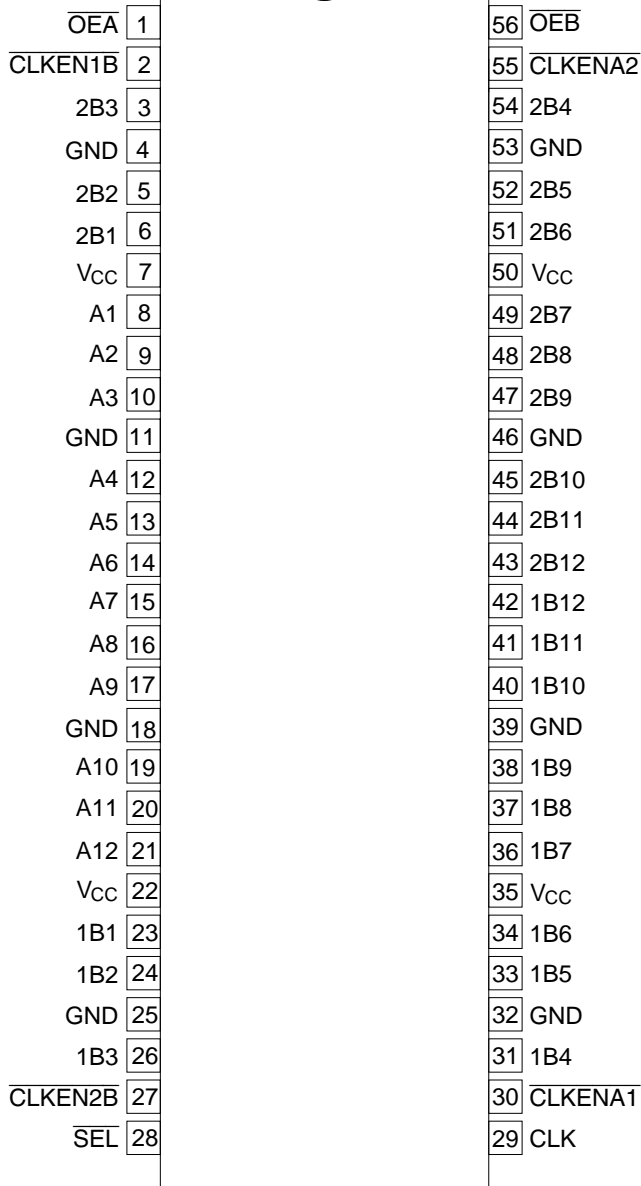 OEA 1 56 OEB
CLKEN1B 2 55 CLKENA2
2B3 3 54 2B4
GND 4 53 GND
2B2 5 52 2B5
2B1 6 51 2B6
VCC 7 50 VCC
A1 8 49 2B7
A2 9 48 2B8
A3 10 47 2B9
GND 11 46 GND
A4 12 45 2B10
A5 13 44 2B11
A6 14 43 2B12
A7 15 42 1B12
A8 16 41 1B11
A9 17 40 1B10
GND 18 39 GND
A10 19 38 1B9
A11 20 37 1B8
A12 21 36 1B7
VCC 22 35 VCC
1B1 23 34 1B6
1B2 24 33 1B5
GND 25 32 GND
1B3 26 31 1B4
CLKEN2B 27 30 CLKENA1
SEL 28 29 CLK